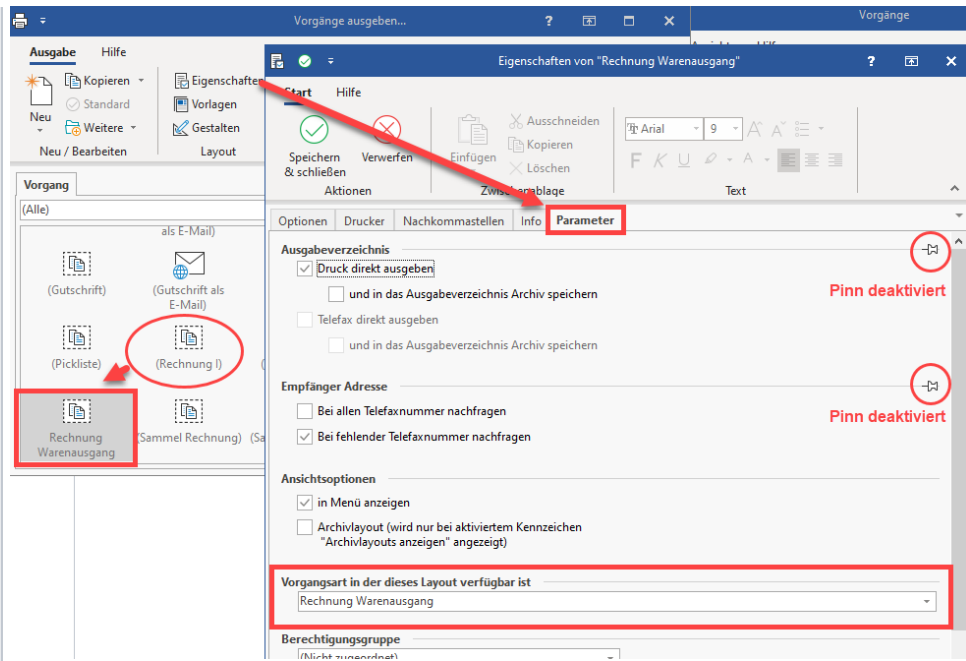 Vorgänge ausgeben...
?
Ausgabe Hilfe
Neu
Kopieren
Standard
Weitere
Neu / Bearbeiten
Eigenschaften
Vorlagen
Gestalten
Layout
Vorgang
(Alle)
als E-Mail)
(Gutschrift)
(Gutschrift als
E-Mail)
(Pickliste)
(Rechnung I)
Rechnung
Warenausgang
(Sammel Rechnung)
(Sa
Vorgänge
Eigenschaften von "Rechnung Warenausgang"
?
Start Hilfe
Speichern
& schließen
Verwerfen
Aktionen
Einfügen
Ausschneiden
Kopieren
Löschen
Zwischenablage
Arial 9
F K U
Text
Optionen Drucker Nachkommastellen Info Parameter
Ausgabeverzeichnis
Druck direkt ausgeben
und in das Ausgabeverzeichnis Archiv speichern
Pinn deaktiviert
Telefax direkt ausgeben
und in das Ausgabeverzeichnis Archiv speichern
Empfänger Adresse
Bei allen Telefaxnummer nachfragen
Pinn deaktiviert
Bei fehlender Telefaxnummer nachfragen
Ansichtsoptionen
in Menü anzeigen
Archivlayout (wird nur bei aktiviertem Kennzeichen
"Archivlayouts anzeigen" angezeigt)
Vorgangsart in der dieses Layout verfügbar ist
Rechnung Warenausgang
Berechtigungsgruppe
(Nicht zugeordnet)